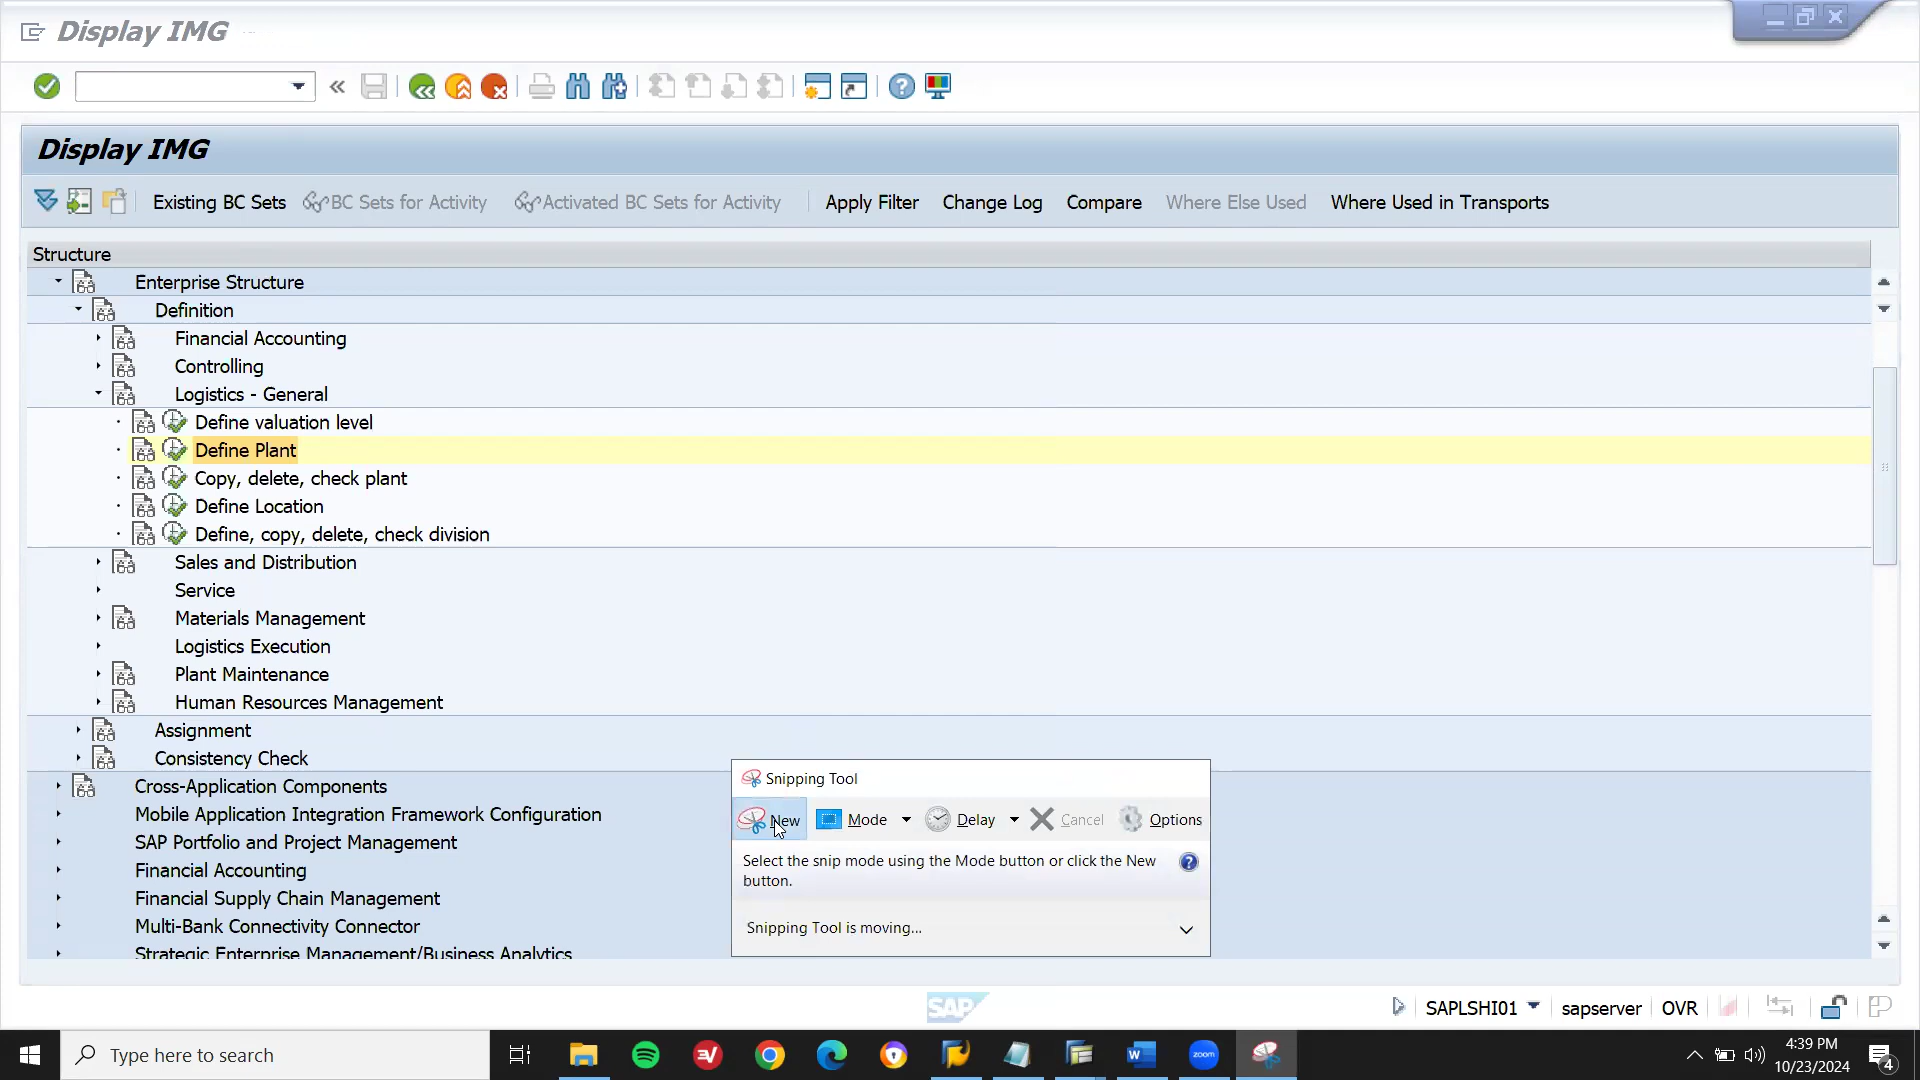 Display IMG
Display IMG
Existing BC Sets BC Sets for Activity Activated BC Sets for Activity Apply Filter Change Log Compare Where Else Used Where Used in Transports
Structure
Enterprise Structure
Definition
Financial Accounting
Controlling
Logistics - General
Define valuation level
Define Plant
Copy, delete, check plant
Define Location
Define, copy, delete, check division
Sales and Distribution
Service
Materials Management
Logistics Execution
Plant Maintenance
Human Resources Management
Assignment
Consistency Check
Cross-Application Components
Mobile Application Integration Framework Configuration
SAP Portfolio and Project Management
Financial Accounting
Financial Supply Chain Management
Multi-Bank Connectivity Connector
Strategic Enterprise Management/Business Analytics
Snipping Tool
New Mode Delay Cancel Options
Select the snip mode using the Mode button or click the New
button.
Snipping Tool is moving...
SAP
SAPLSHI01 sapserver OVR
Type here to search
EV
W
zoom
4:39 PM
10/23/2024
4